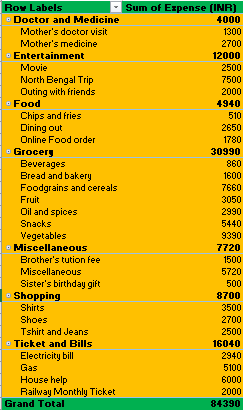 Row Labels Sum of Expense (INR)
Doctor and Medicine 4000
Mother's doctor visit 1300
Mother's medicine 2700
Entertainment 12000
Movie 2500
North Bengal Trip 7500
Outing with friends 2000
Food 4940
Chips and fries 510
Dining out 2650
Online Food order 1780
Grocery 30990
Beverages 860
Bread and bakery 1600
Foodgrains and cereals 7660
Fruit 3050
Oil and spices 2990
Snacks 5440
Vegetables 9390
Miscellaneous 7720
Brother's tution fee 1500
Miscellaneous 5720
Sister's birthday gift 500
Shopping 8700
Shirts 3500
Shoes 2700
Tshirt and Jeans 2500
Ticket and Bills 16040
Electricity bill 2940
Gas 5100
House help 6000
Railway Monthly Ticket 2000
Grand Total 84390